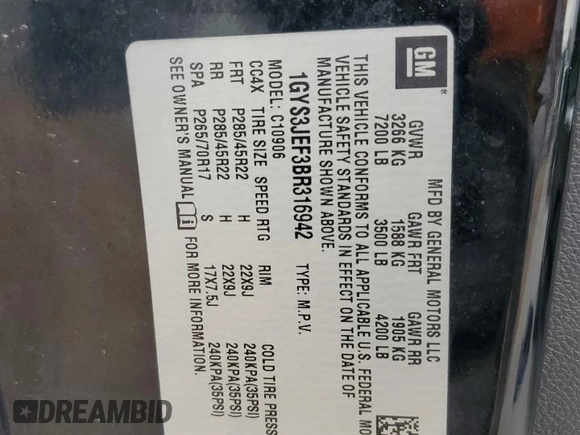 GM
MFD BY GENERAL MOTORS LLC
GVWR GAWR FRT GAWR RR
3266 KG 1588 KG 1905 KG
7200 LB 3500 LB 4200 LB
THIS VEHICLE CONFORMS TO ALL APPLICABLE U.S. FEDERAL MO
VEHICLE SAFETY STANDARDS IN EFFECT ON THE DATE OF
MANUFACTURE SHOWN ABOVE.
1GYS3JEF3BR316942 TYPE: M.P.V.
MODEL: C10906
CC4X TIRE SIZE SPEED RTG RIM COLD TIRE PRESS
FRT P285/45R22 H 22X9J 240KPA(35PSI)
RR P285/45R22 H 22X9J 240KPA(35PSI)
SPA P265/70R17 S 17X7.5J 240KPA(35PSI)
SEE OWNER'S MANUAL i FOR MORE INFORMATION.
DREAMBID